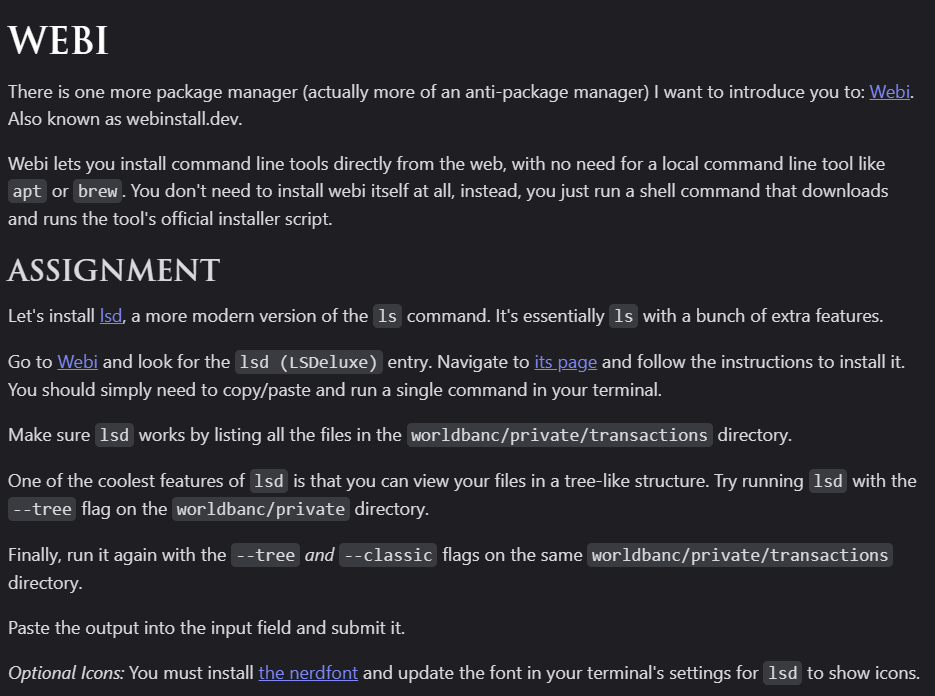 WEBI
There is one more package manager (actually more of an anti-package manager) I want to introduce you to: Webi.
Also known as webinstall.dev.
Webi lets you install command line tools directly from the web, with no need for a local command line tool like
apt or brew. You don't need to install webi itself at all, instead, you just run a shell command that downloads
and runs the tool's official installer script.
ASSIGNMENT
Let's install lsd, a more modern version of the ls command. It's essentially ls with a bunch of extra features.
Go to Webi and look for the lsd (LSDeluxe) entry. Navigate to its page and follow the instructions to install it.
You should simply need to copy/paste and run a single command in your terminal.
Make sure lsd works by listing all the files in the worldbanc/private/transactions directory.
One of the coolest features of lsd is that you can view your files in a tree-like structure. Try running lsd with the
--tree flag on the worldbanc/private directory.
Finally, run it again with the --tree and --classic flags on the same worldbanc/private/transactions
directory.
Paste the output into the input field and submit it.
Optional Icons: You must install the nerdfont and update the font in your terminal's settings for lsd to show icons.